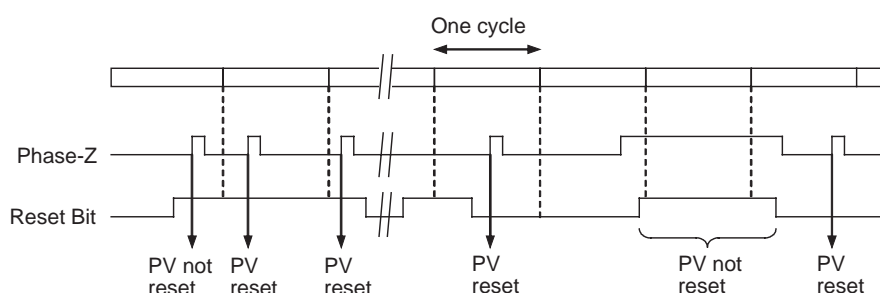 One cycle
Phase-Z
Reset Bit
PV not
reset
PV
reset
PV
reset
PV
reset
PV not
reset
PV
reset